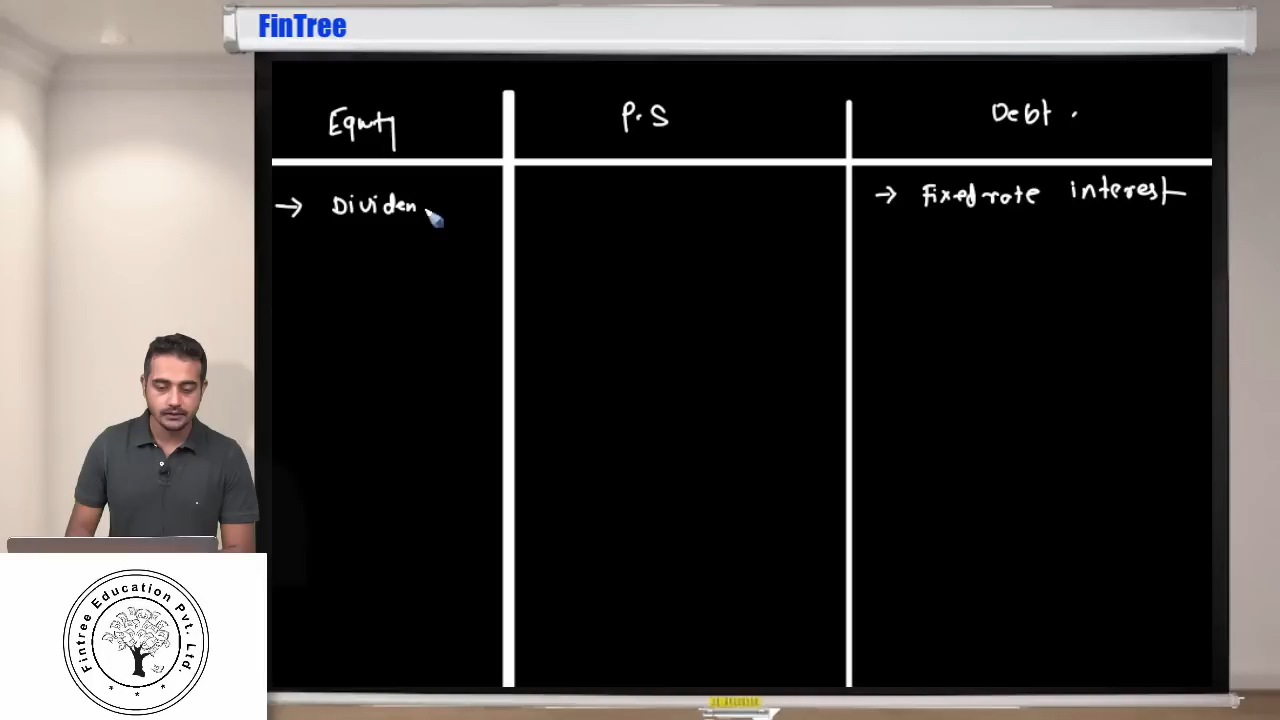 FinTree
Equity P.S Debt .
→ Dividen → Fixed rate interest
Fintree Education Pvt. Ltd.